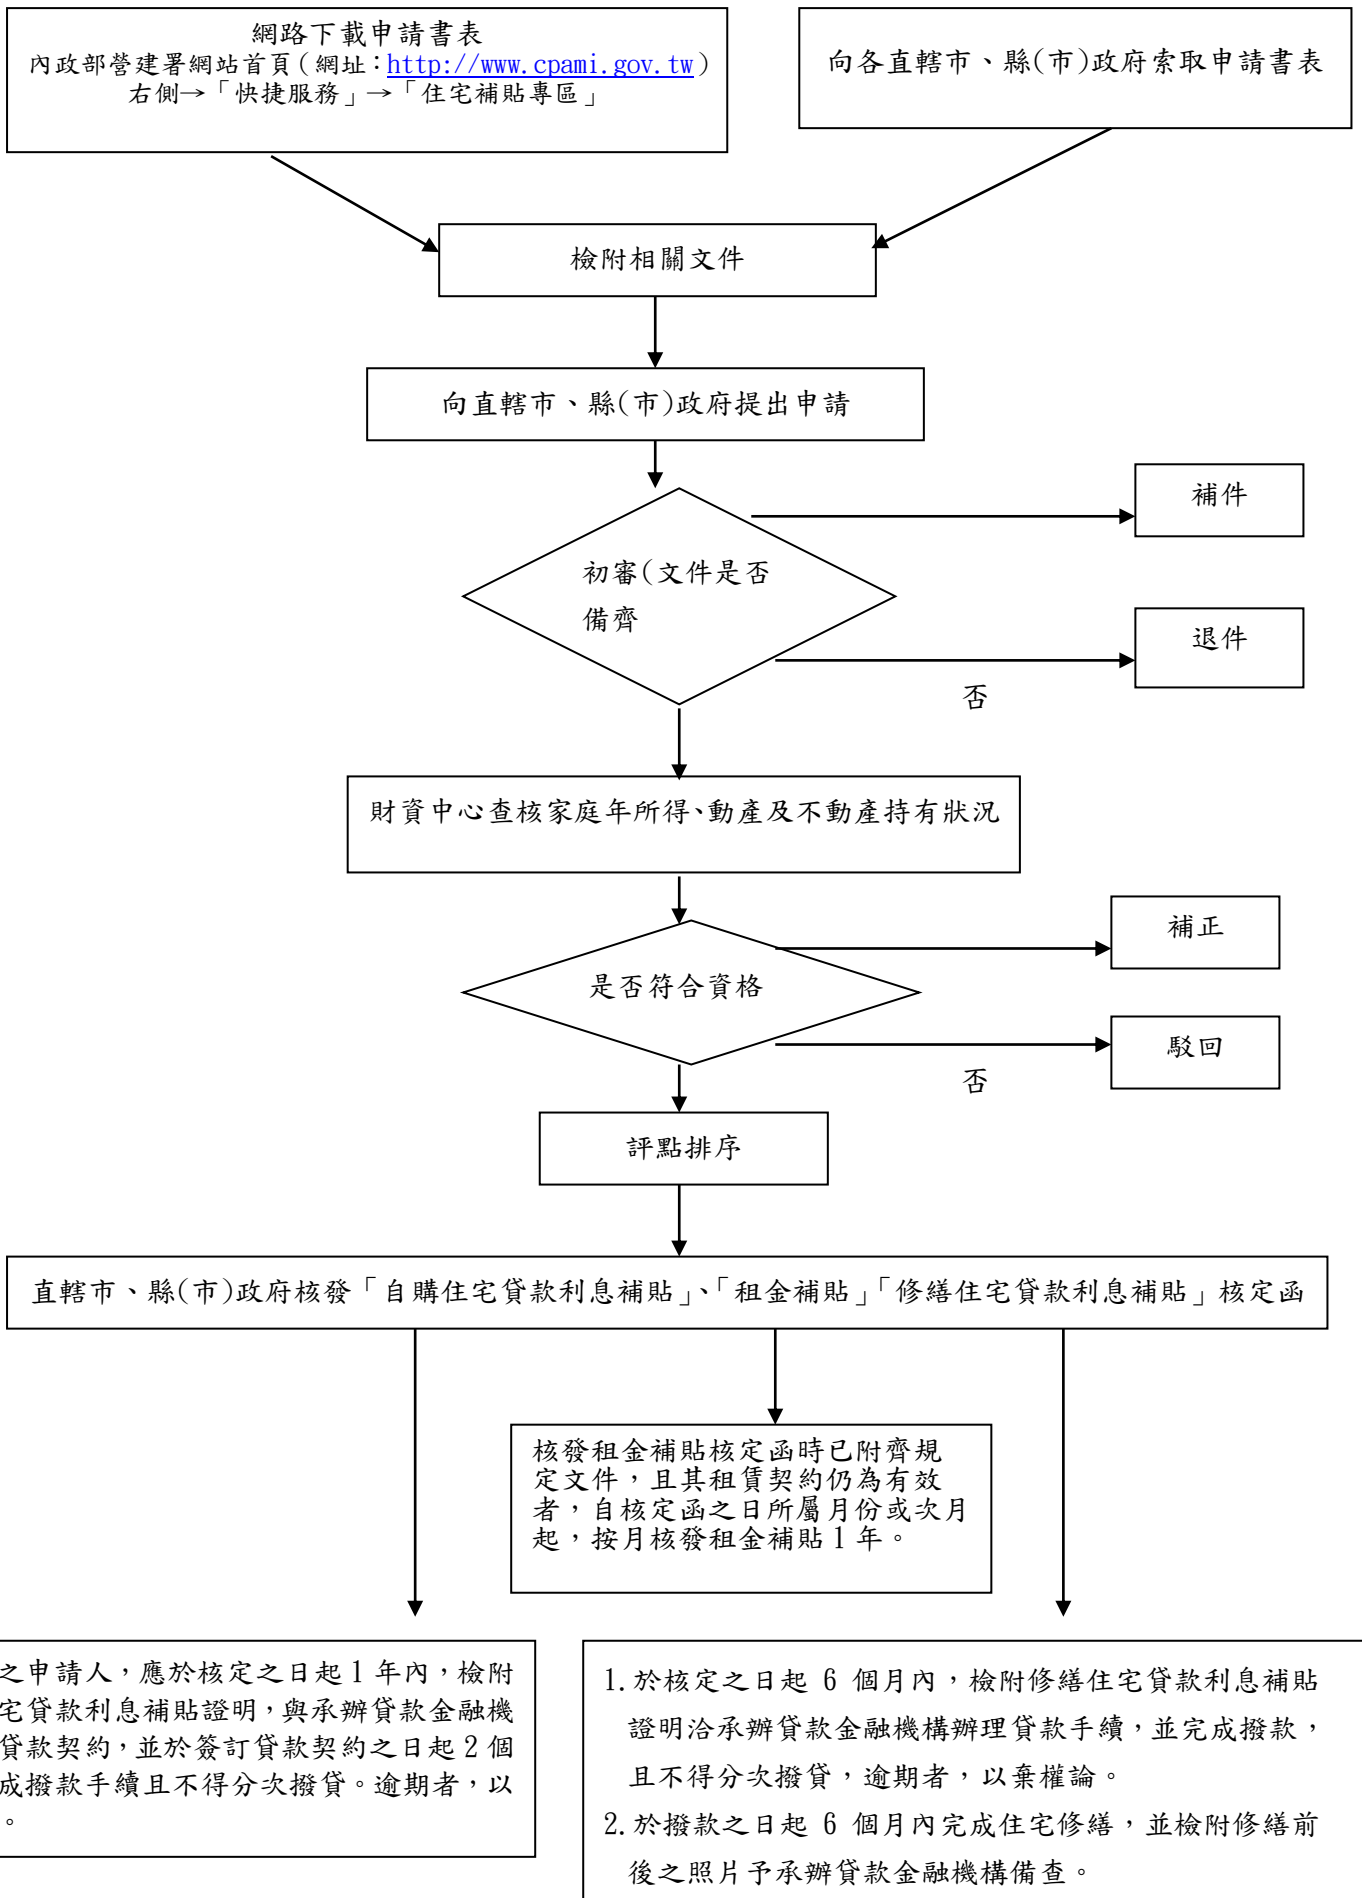 網路下載申請書表
內政部營建署網站首頁(網址：http://www.cpami.gov.tw)
右側→「快捷服務」→「住宅補貼專區」
向各直轄市、縣(市)政府索取申請書表
檢附相關文件
向直轄市、縣(市)政府提出申請
補件
初審(文件是否
備齊
退件
否
財資中心查核家庭年所得、動產及不動產持有狀況
補正
是否符合資格
駁回
否
評點排序
直轄市、縣(市)政府核發「自購住宅貸款利息補貼」、「租金補貼」「修繕住宅貸款利息補貼」核定函
核發租金補貼核定函時已附齊規
定文件，且其租賃契約仍為有效
者，自核定函之日所屬月份或次月
起，按月核發租金補貼1年。
之申請人，應於核定之日起1年內，檢附
宅貸款利息補貼證明，與承辦貸款金融機
貸款契約，並於簽訂貸款契約之日起2個
成撥款手續且不得分次撥貸。逾期者，以
。
1.於核定之日起 6 個月內，檢附修繕住宅貸款利息補貼
證明洽承辦貸款金融機構辦理貸款手續，並完成撥款，
且不得分次撥貸，逾期者，以棄權論。
2.於撥款之日起 6 個月內完成住宅修繕，並檢附修繕前
後之照片予承辦貸款金融機構備查。